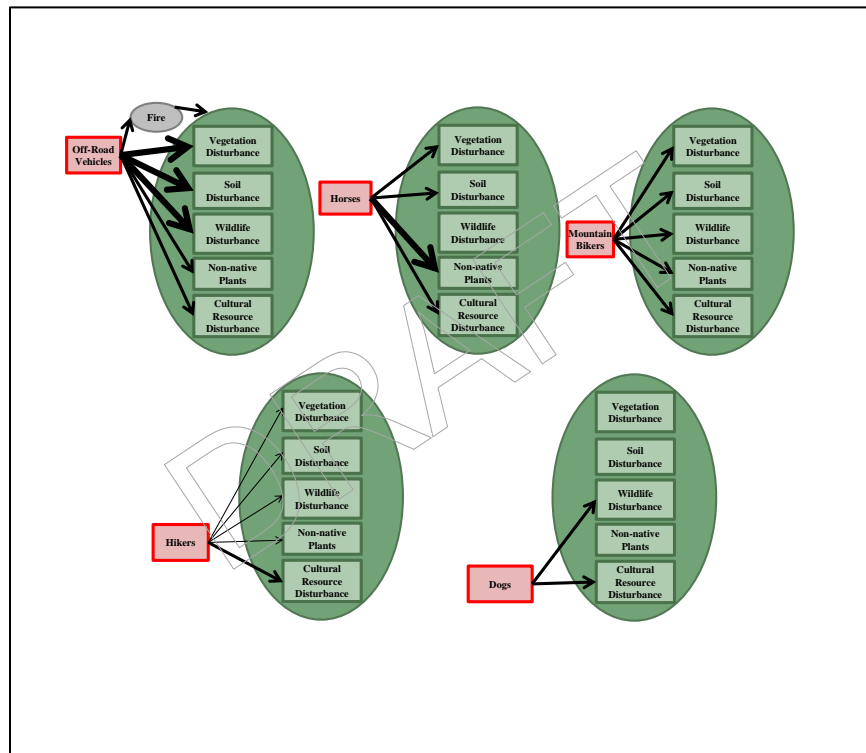 Fire
Off-Road
Vehicles
Vegetation
Disturbance
Soil
Disturbance
Wildlife
Disturbance
Non-native
Plants
Cultural
Resource
Disturbance
Horses
Vegetation
Disturbance
Soil
Disturbance
Wildlife
Disturbance
Non-native
Plants
Cultural
Resource
Disturbance
Mountain
Bikers
Vegetation
Disturbance
Soil
Disturbance
Wildlife
Disturbance
Non-native
Plants
Cultural
Resource
Disturbance
Hikers
Vegetation
Disturbance
Soil
Disturbance
Wildlife
Disturbance
Non-native
Plants
Cultural
Resource
Disturbance
Dogs
Vegetation
Disturbance
Soil
Disturbance
Wildlife
Disturbance
Non-native
Plants
Cultural
Resource
Disturbance
DRAFT